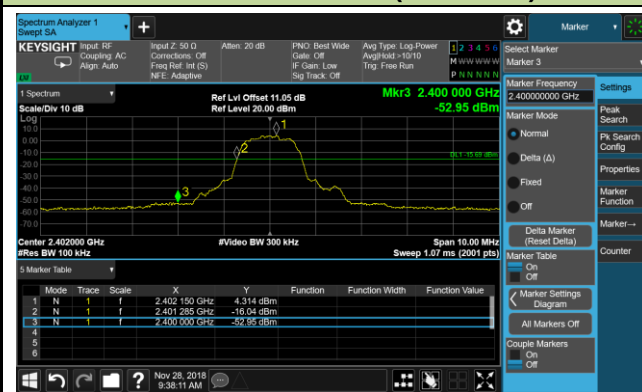 Spectrum Analyzer 1
Swept SA
+
Marker
KEYSIGHT
Input: RF
Coupling: AC
Align: Auto
Input Z: 50 Ω
Corrections: Off
Freq Ref: Int (S)
NFE: Adaptive
Atten: 20 dB
PNO: Best Wide
Gate: Off
IF Gain: Low
Sig Track: Off
Avg Type: Log-Power
Avg|Hold:>10/10
Trig: Free Run
1 2 3 4 5 6
M W W W W W
P N N N N N
LXI
1 Spectrum
Scale/Div 10 dB
Ref Lvl Offset 11.05 dB
Ref Level 20.00 dBm
Mkr3 2.400 000 GHz
-52.95 dBm
Log
10.0
0.00
-10.0
-20.0
-30.0
-40.0
-50.0
-60.0
-70.0
1
2
3
DL1 -15.69 dBm
Center 2.402000 GHz
#Res BW 100 kHz
#Video BW 300 kHz
Span 10.00 MHz
Sweep 1.07 ms (2001 pts)
5 Marker Table
Mode Trace Scale X Y Function Function Width Function Value
1 N 1 f 2.402 150 GHz 4.314 dBm
2 N 1 f 2.401 285 GHz -16.04 dBm
3 N 1 f 2.400 000 GHz -52.95 dBm
4
5
6
Nov 28, 2018
9:38:11 AM
?
Select Marker
Marker 3
Marker Frequency
2.400000000 GHz
Marker Mode
Normal
Delta (Δ)
Fixed
Off
Delta Marker
(Reset Delta)
Marker Table
On
Off
Marker Settings
Diagram
All Markers Off
Couple Markers
On
Off
Settings
Peak
Search
Pk Search
Config
Properties
Marker
Function
Marker→
Counter